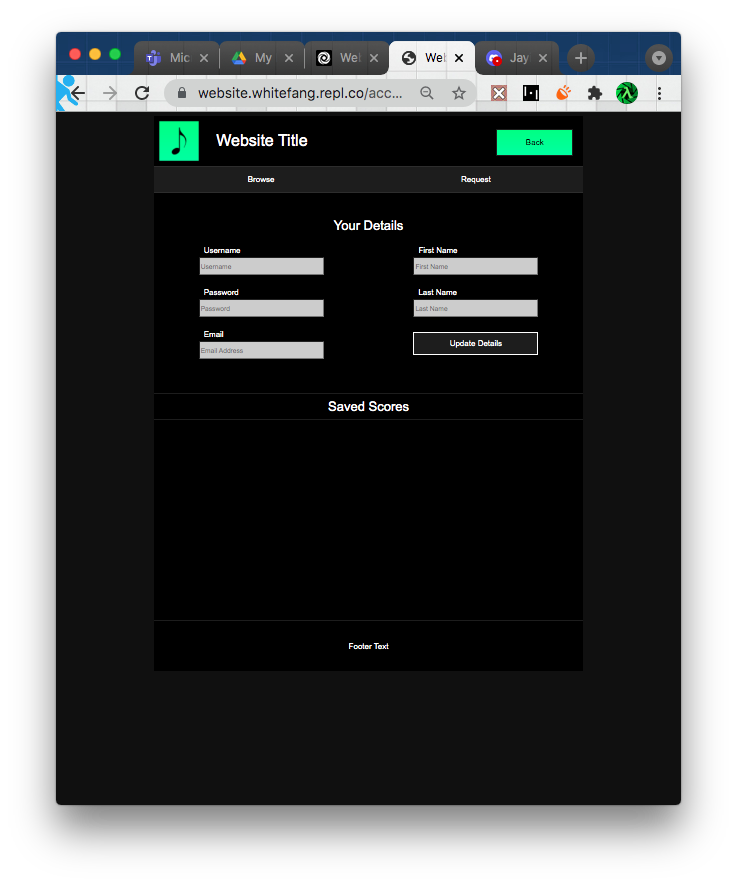 Mic
My
We
Wel
Jay
website.whitefang.repl.co/acc...
Website Title
Back
Browse
Request
Your Details
Username
First Name
Username
First Name
Password
Last Name
Password
Last Name
Email
Email Address
Update Details
Saved Scores
Footer Text